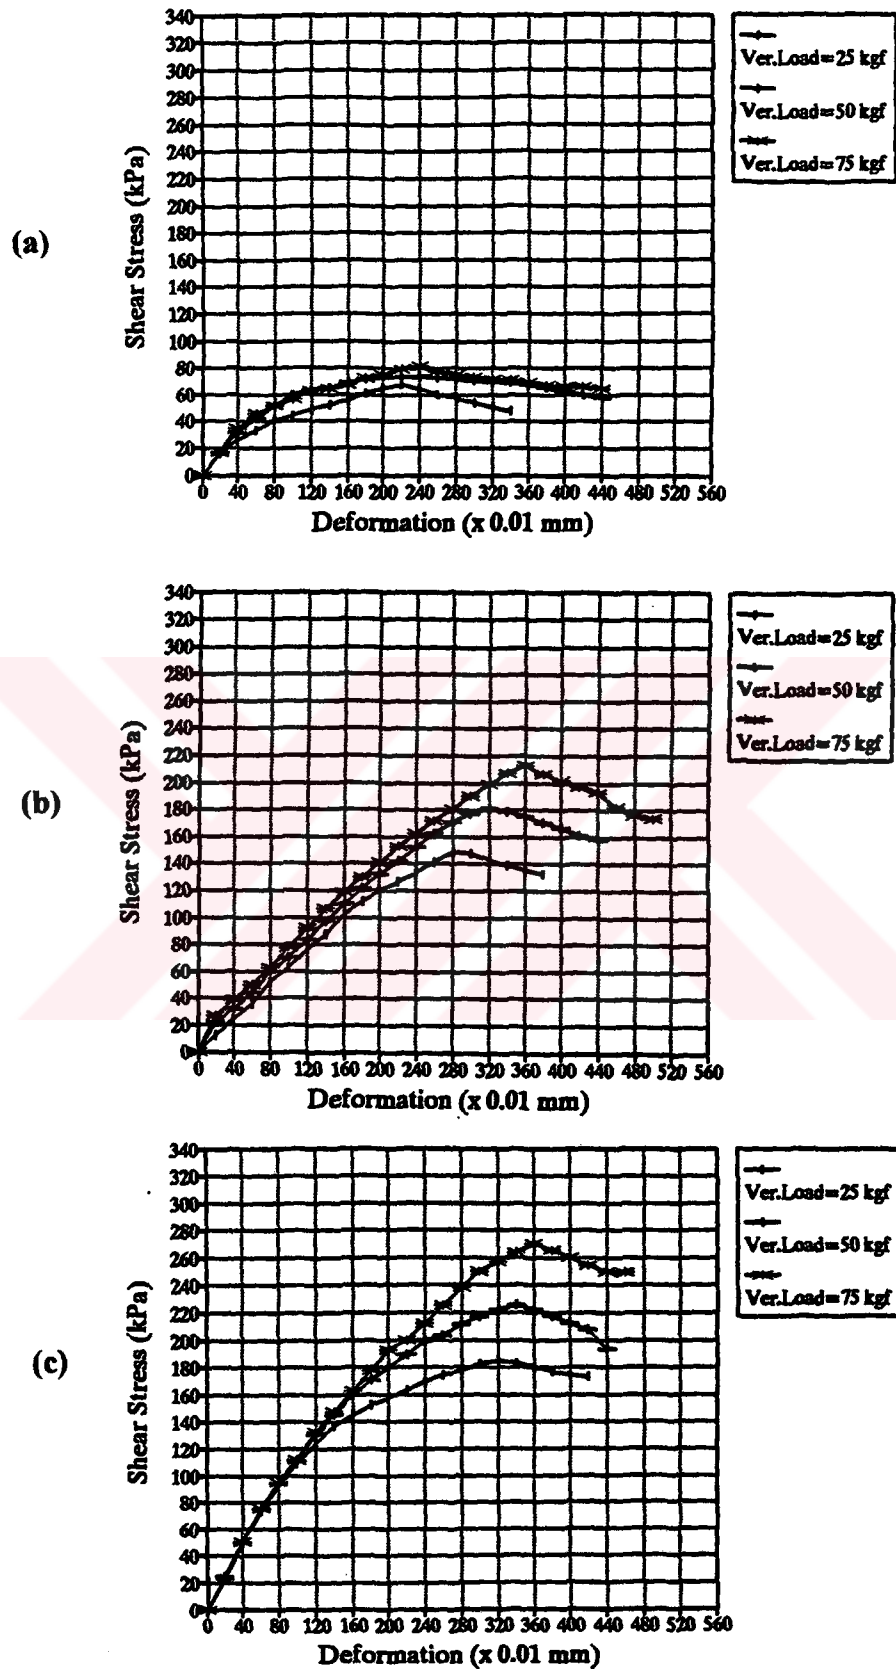 (a)
Shear Stress (kPa)
340
320
300
280
260
240
220
200
180
160
140
120
100
80
60
40
20
0
0 40 80 120 160 200 240 280 320 360 400 440 480 520 560
Deformation (x 0.01 mm)
Ver.Load=25 kgf
Ver.Load=50 kgf
Ver.Load=75 kgf
(b)
Shear Stress (kPa)
340
320
300
280
260
240
220
200
180
160
140
120
100
80
60
40
20
0
0 40 80 120 160 200 240 280 320 360 400 440 480 520 560
Deformation (x 0.01 mm)
Ver.Load=25 kgf
Ver.Load=50 kgf
Ver.Load=75 kgf
(c)
Shear Stress (kPa)
340
320
300
280
260
240
220
200
180
160
140
120
100
80
60
40
20
0
0 40 80 120 160 200 240 280 320 360 400 440 480 520 560
Deformation (x 0.01 mm)
Ver.Load=25 kgf
Ver.Load=50 kgf
Ver.Load=75 kgf